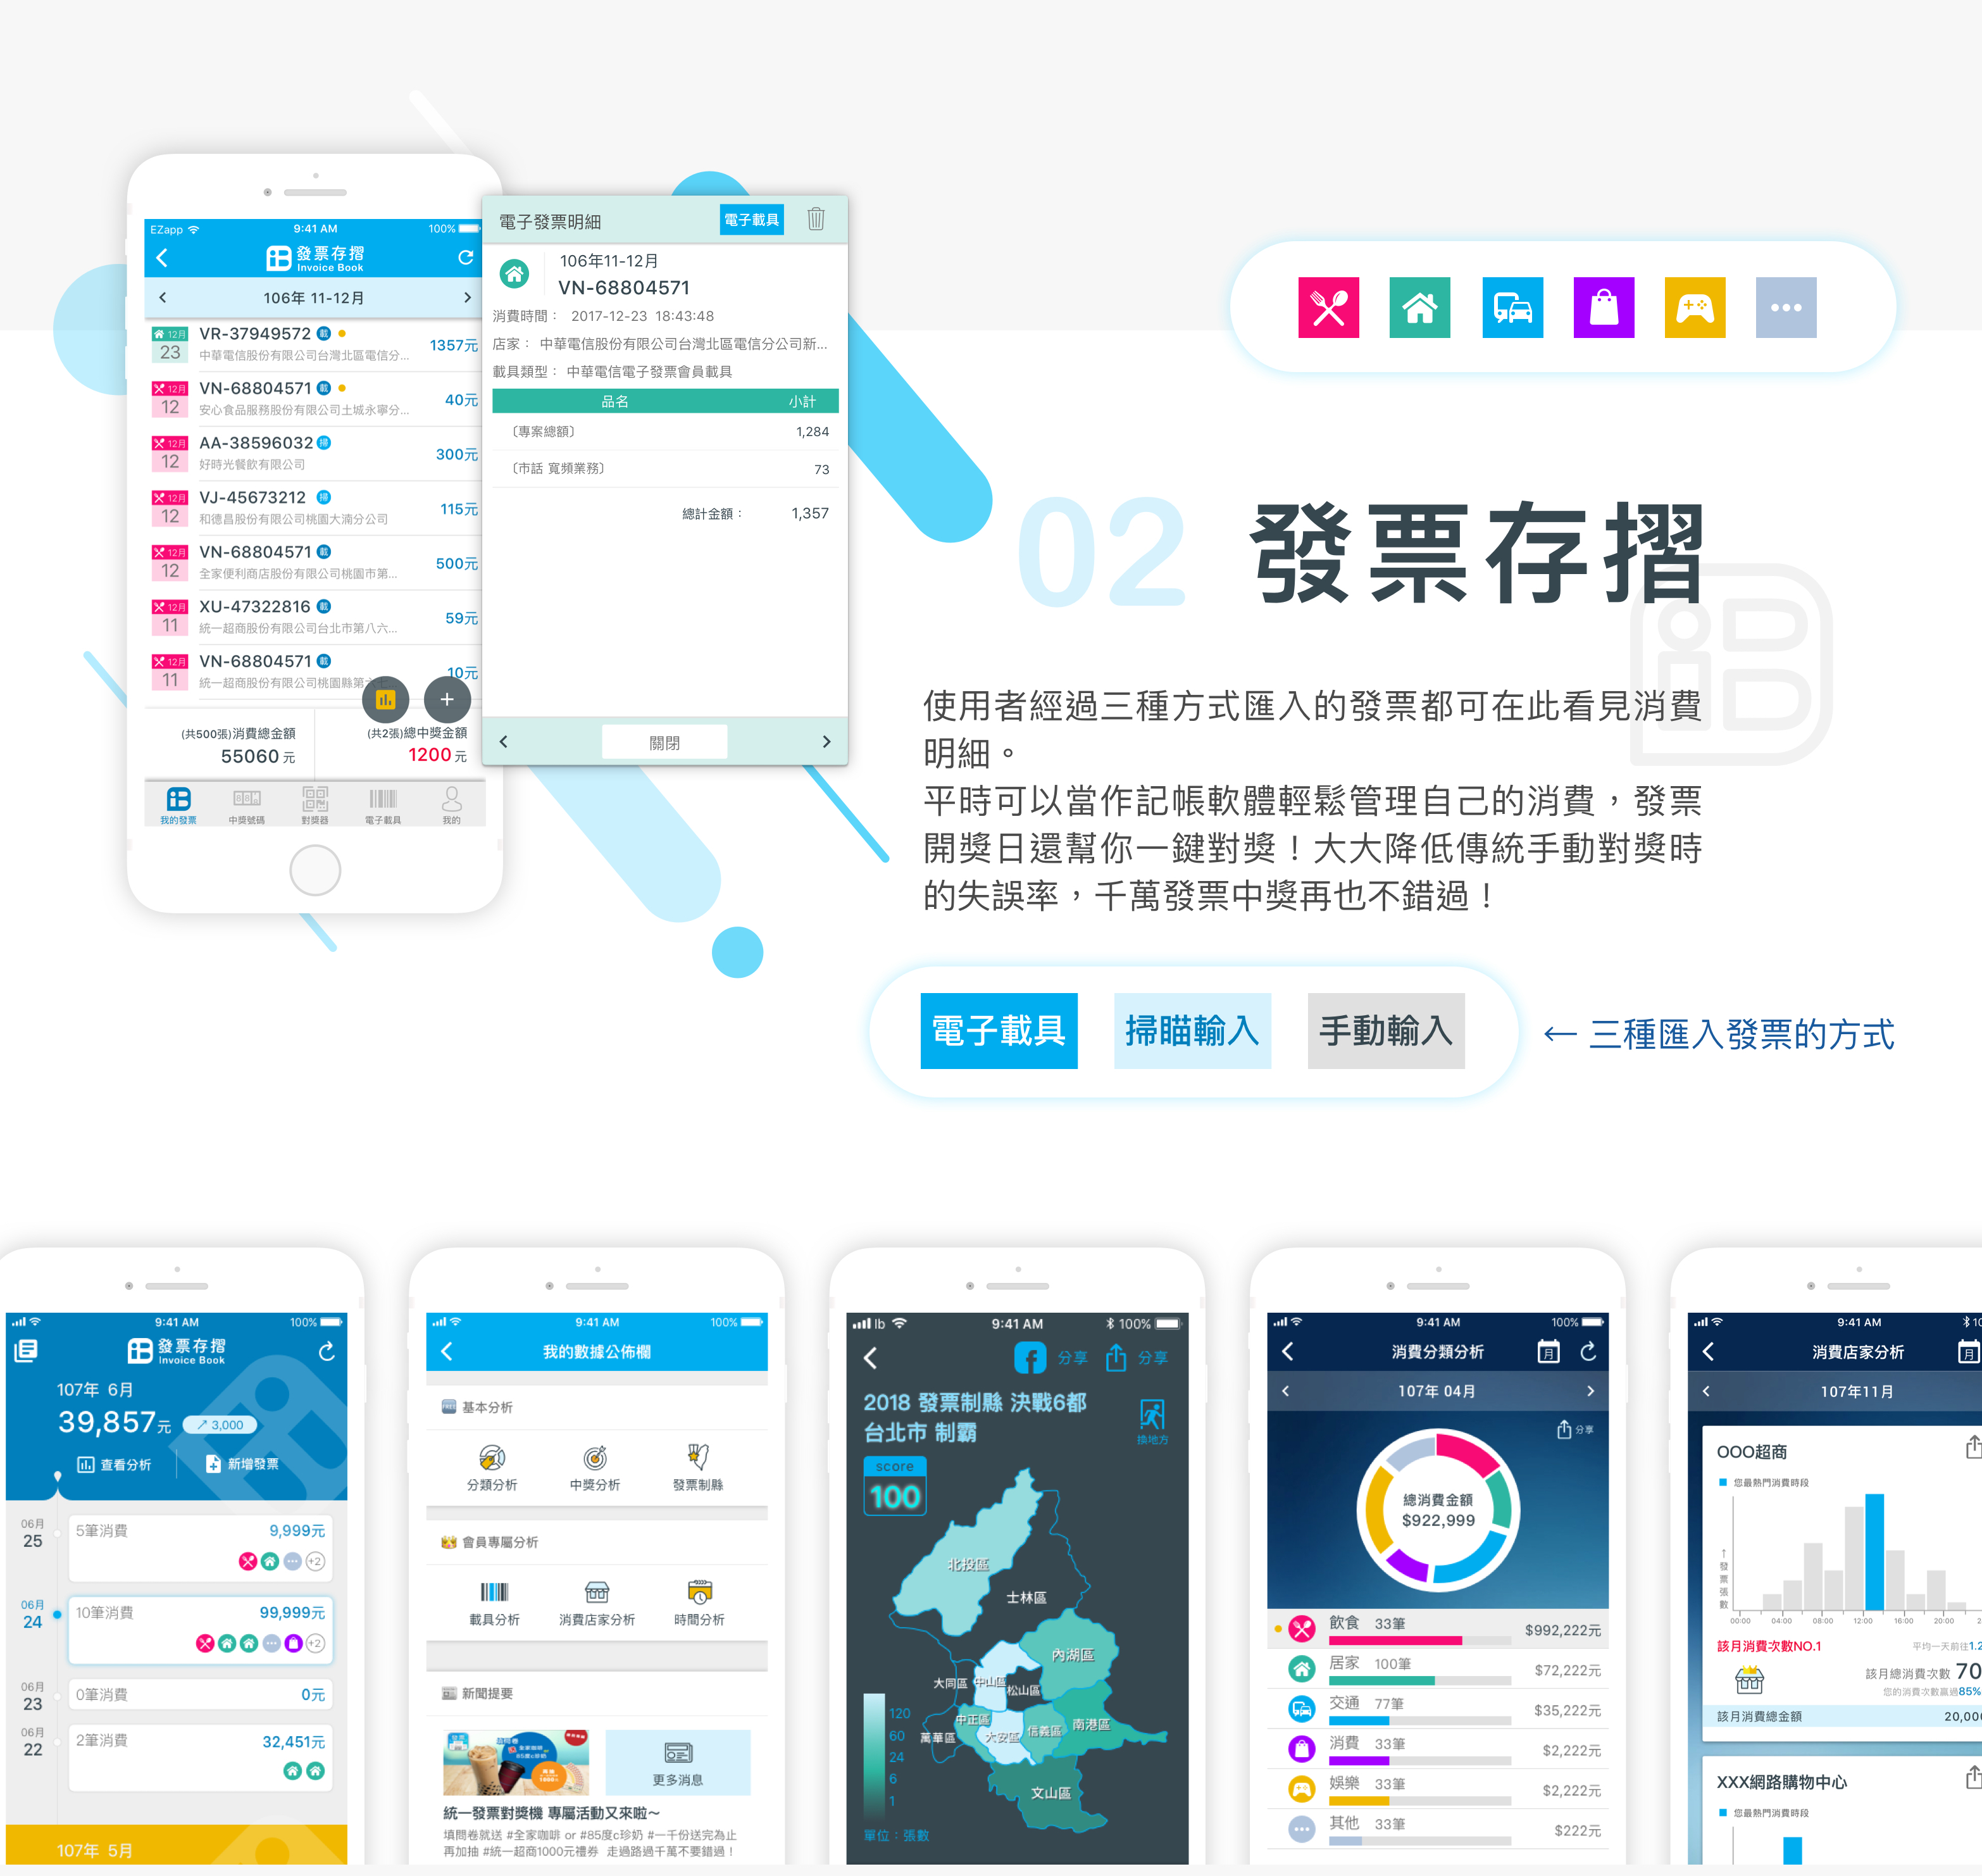 EZapp 9:41 AM 100%
發票存摺
Invoice Book
106年 11-12月
12月 23 VR-37949572 載 1357元
中華電信股份有限公司台灣北區電信分...
12月 12 VN-68804571 載 40元
安心食品服務股份有限公司土城永寧分...
12月 12 AA-38596032 掃 300元
好時光餐飲有限公司
12月 12 VJ-45673212 掃 115元
和德昌股份有限公司桃園大湳分公司
12月 12 VN-68804571 載 500元
全家便利商店股份有限公司桃園市第...
12月 11 XU-47322816 載 59元
統一超商股份有限公司台北市第八六...
12月 11 VN-68804571 載 10元
統一超商股份有限公司桃園縣第
(共500張)消費總金額
55060 元
(共2張)總中獎金額
1200 元
我的發票 中獎號碼 對獎器 電子載具 我的
電子發票明細 電子載具
106年11-12月
VN-68804571
消費時間： 2017-12-23 18:43:48
店家： 中華電信股份有限公司台灣北區電信分公司新...
載具類型： 中華電信電子發票會員載具
品名 小計
〔專案總額〕 1,284
〔市話 寬頻業務〕 73
總計金額： 1,357
關閉
02 發票存摺
使用者經過三種方式匯入的發票都可在此看見消費
明細。
平時可以當作記帳軟體輕鬆管理自己的消費，發票
開獎日還幫你一鍵對獎！大大降低傳統手動對獎時
的失誤率，千萬發票中獎再也不錯過！
電子載具 掃瞄輸入 手動輸入 ← 三種匯入發票的方式
9:41 AM 100%
發票存摺
Invoice Book
107年 6月
39,857元 ↗ 3,000
查看分析 新增發票
06月 25 5筆消費 9,999元
+2
06月 24 10筆消費 99,999元
+2
06月 23 0筆消費 0元
06月 22 2筆消費 32,451元
107年 5月
9:41 AM 100%
我的數據公佈欄
FREE 基本分析
分類分析 中獎分析 發票制縣
會員專屬分析
載具分析 消費店家分析 時間分析
新聞提要
更多消息
統一發票對獎機 專屬活動又來啦～
填問卷就送 #全家咖啡 or #85度c珍奶 #一千份送完為止
再加抽 #統一超商1000元禮券 走過路過千萬不要錯過！
lb 9:41 AM 100%
分享 分享
2018 發票制縣 決戰6都
台北市 制霸
換地方
score
100
北投區
士林區
內湖區
大同區 中山區 松山區
中正區 信義區 南港區
萬華區 大安區
文山區
120
60
24
6
1
單位：張數
9:41 AM 100%
消費分類分析 月
107年 04月
分享
總消費金額
$922,999
飲食 33筆 $992,222元
居家 100筆 $72,222元
交通 77筆 $35,222元
消費 33筆 $2,222元
娛樂 33筆 $2,222元
其他 33筆 $222元
9:41 AM 10
消費店家分析 月
107年11月
OOO超商
您最熱門消費時段
↑發票張數
00:00 04:00 08:00 12:00 16:00 20:00 2
該月消費次數NO.1 平均一天前往1.2
該月總消費次數 70
您的消費次數贏過85%
該月消費總金額 20,000
XXX網路購物中心
您最熱門消費時段